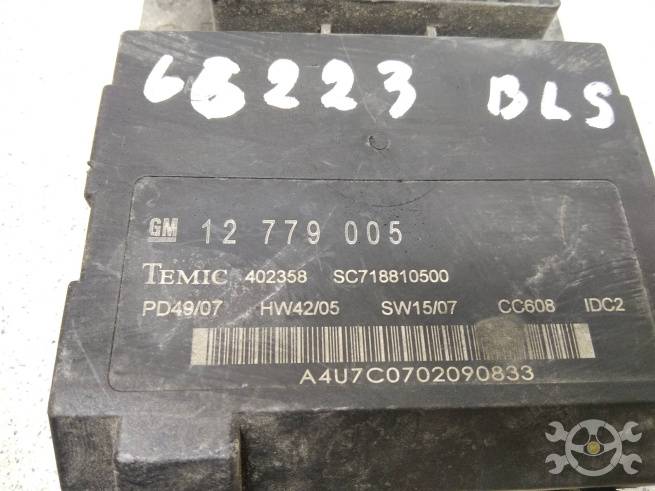 68223 BLS
GM 12 779 005
TEMIC 402358 SC718810500
PD49/07 HW42/05 SW15/07 CC608 IDC2
A4U7C0702090833